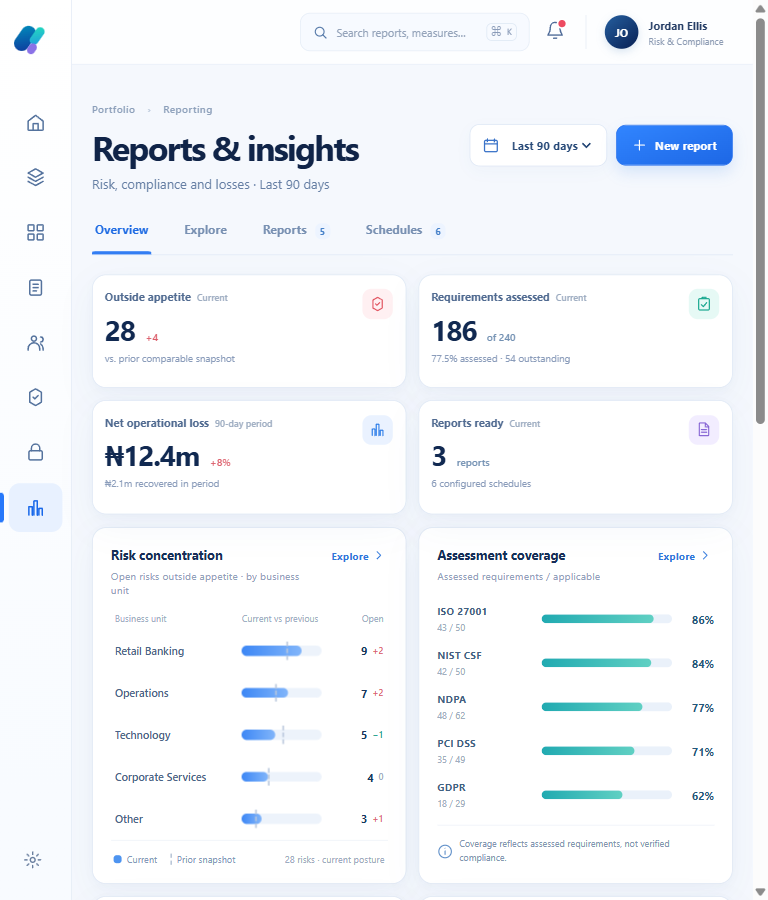 Search reports, measures...
⌘ K
JO
Jordan Ellis
Risk & Compliance
Portfolio
Reporting
Reports & insights
Risk, compliance and losses · Last 90 days
Last 90 days
New report
Overview
Explore
Reports 5
Schedules 6
Outside appetite Current
28 +4
vs. prior comparable snapshot
Requirements assessed Current
186 of 240
77.5% assessed · 54 outstanding
Net operational loss 90-day period
₦12.4m +8%
₦2.1m recovered in period
Reports ready Current
3 reports
6 configured schedules
Risk concentration
Explore
Open risks outside appetite · by business
unit
Business unit Current vs previous Open
Retail Banking 9 +2
Operations 7 +2
Technology 5 −1
Corporate Services 4 0
Other 3 +1
Current Prior snapshot 28 risks · current posture
Assessment coverage
Explore
Assessed requirements / applicable
ISO 27001
43 / 50
86%
NIST CSF
42 / 50
84%
NDPA
48 / 62
77%
PCI DSS
35 / 49
71%
GDPR
18 / 29
62%
Coverage reflects assessed requirements, not verified
compliance.